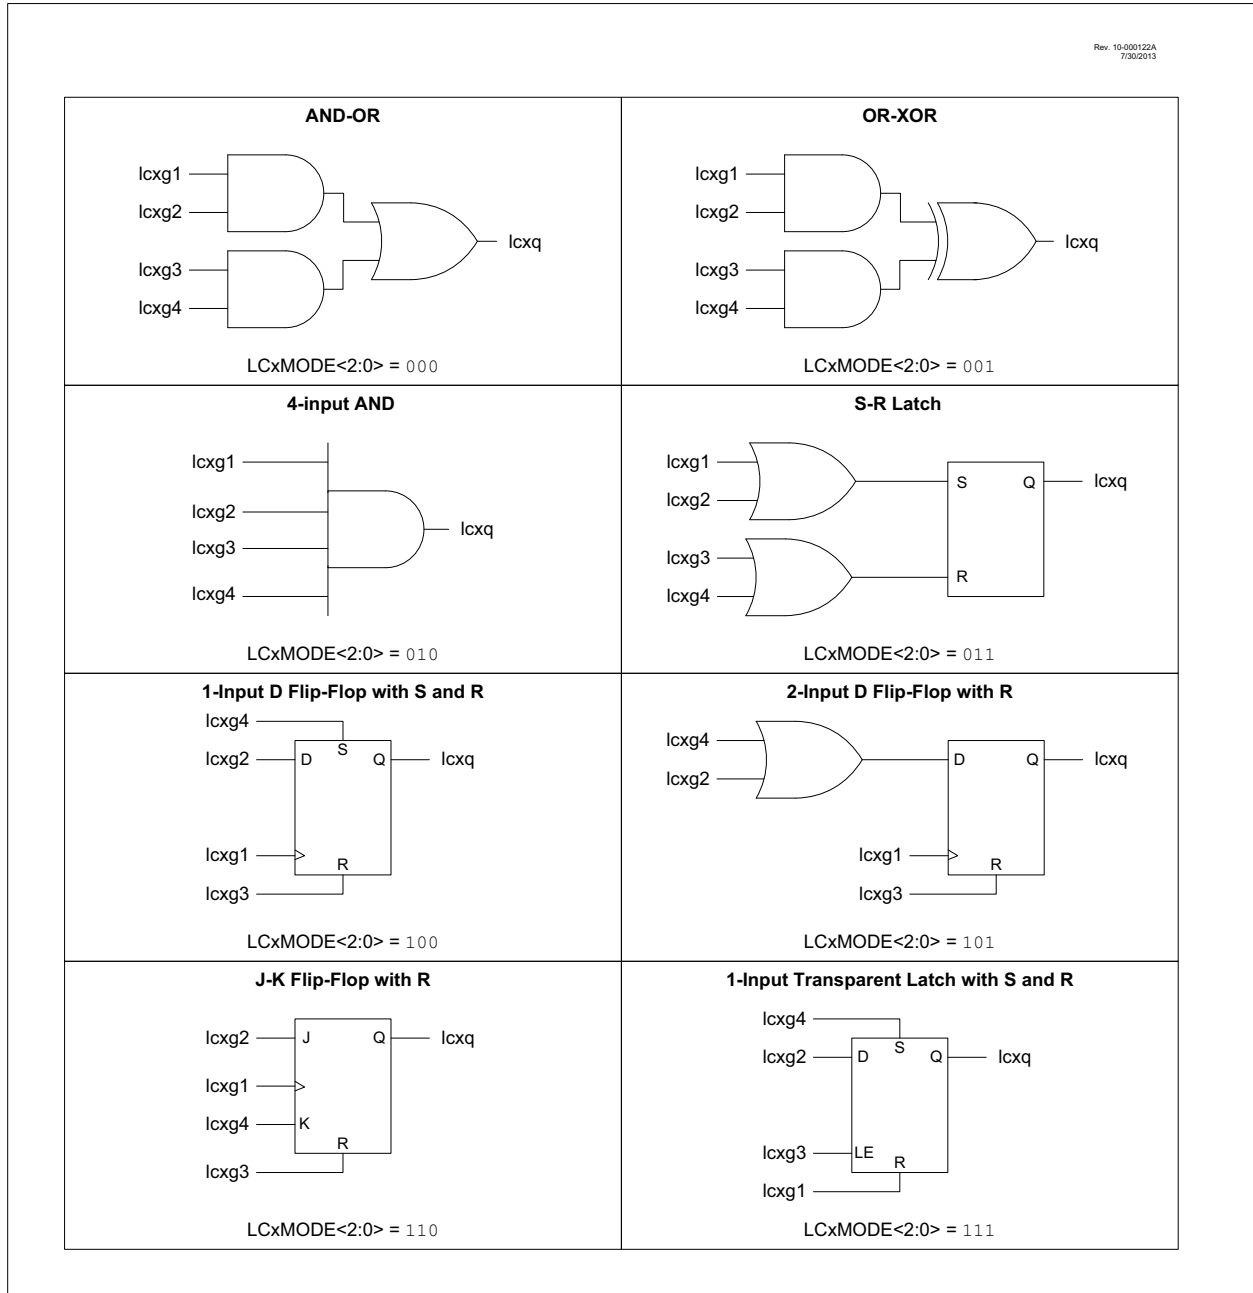 Rev. 10-000122A
7/30/2013
AND-OR
lcxg1
lcxg2
lcxg3
lcxg4
lcxq
LCxMODE<2:0> = 000
OR-XOR
lcxg1
lcxg2
lcxg3
lcxg4
lcxq
LCxMODE<2:0> = 001
4-input AND
lcxg1
lcxg2
lcxg3
lcxg4
lcxq
LCxMODE<2:0> = 010
S-R Latch
lcxg1
lcxg2
lcxg3
lcxg4
S Q
R
lcxq
LCxMODE<2:0> = 011
1-Input D Flip-Flop with S and R
lcxg4
S
lcxg2 D Q lcxq
lcxg1
R
lcxg3
LCxMODE<2:0> = 100
2-Input D Flip-Flop with R
lcxg4
lcxg2
D Q lcxq
lcxg1
R
lcxg3
LCxMODE<2:0> = 101
J-K Flip-Flop with R
lcxg2 J Q lcxq
lcxg1
lcxg4 K
R
lcxg3
LCxMODE<2:0> = 110
1-Input Transparent Latch with S and R
lcxg4
S
lcxg2 D Q lcxq
lcxg3 LE
R
lcxg1
LCxMODE<2:0> = 111